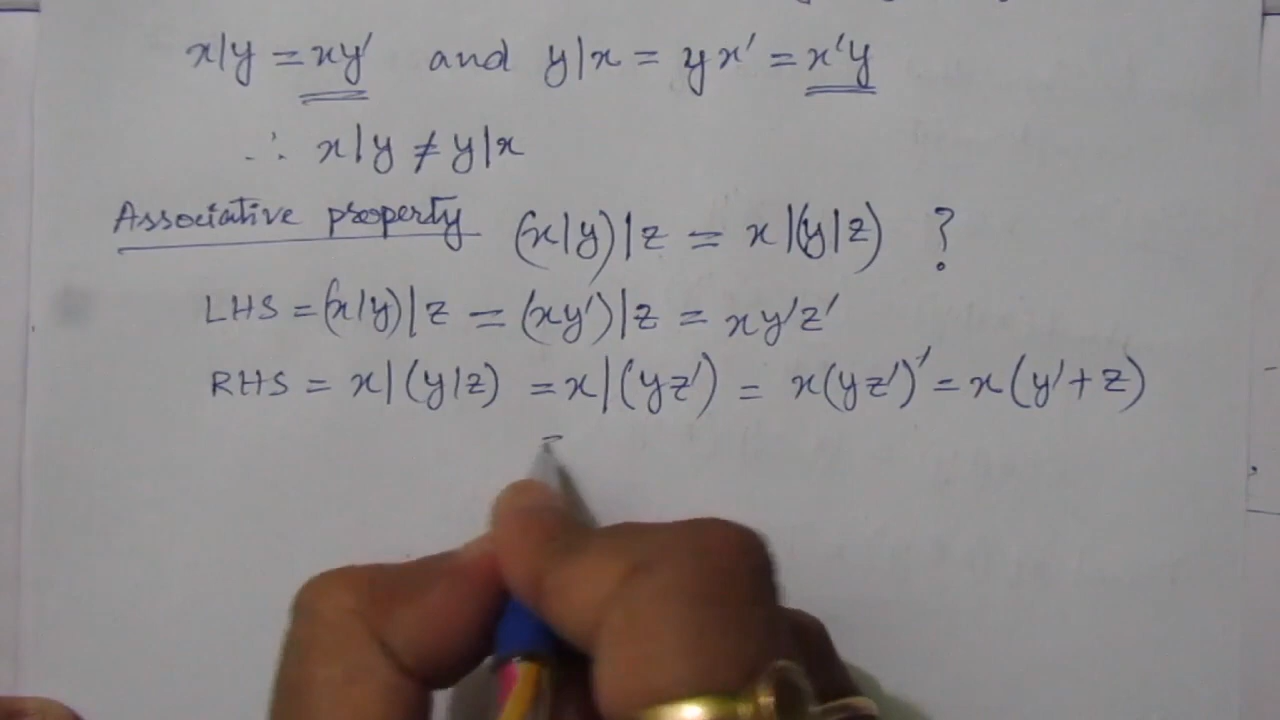 x/y = xy' and y/x = yx' = x'y
∴ x/y ≠ y/x
Associative property (x/y)/z = x/(y/z) ?
LHS = (x/y)/z = (xy')/z = xy'z'
RHS = x/(y/z) = x/(yz') = x(yz')' = x(y'+z)
=